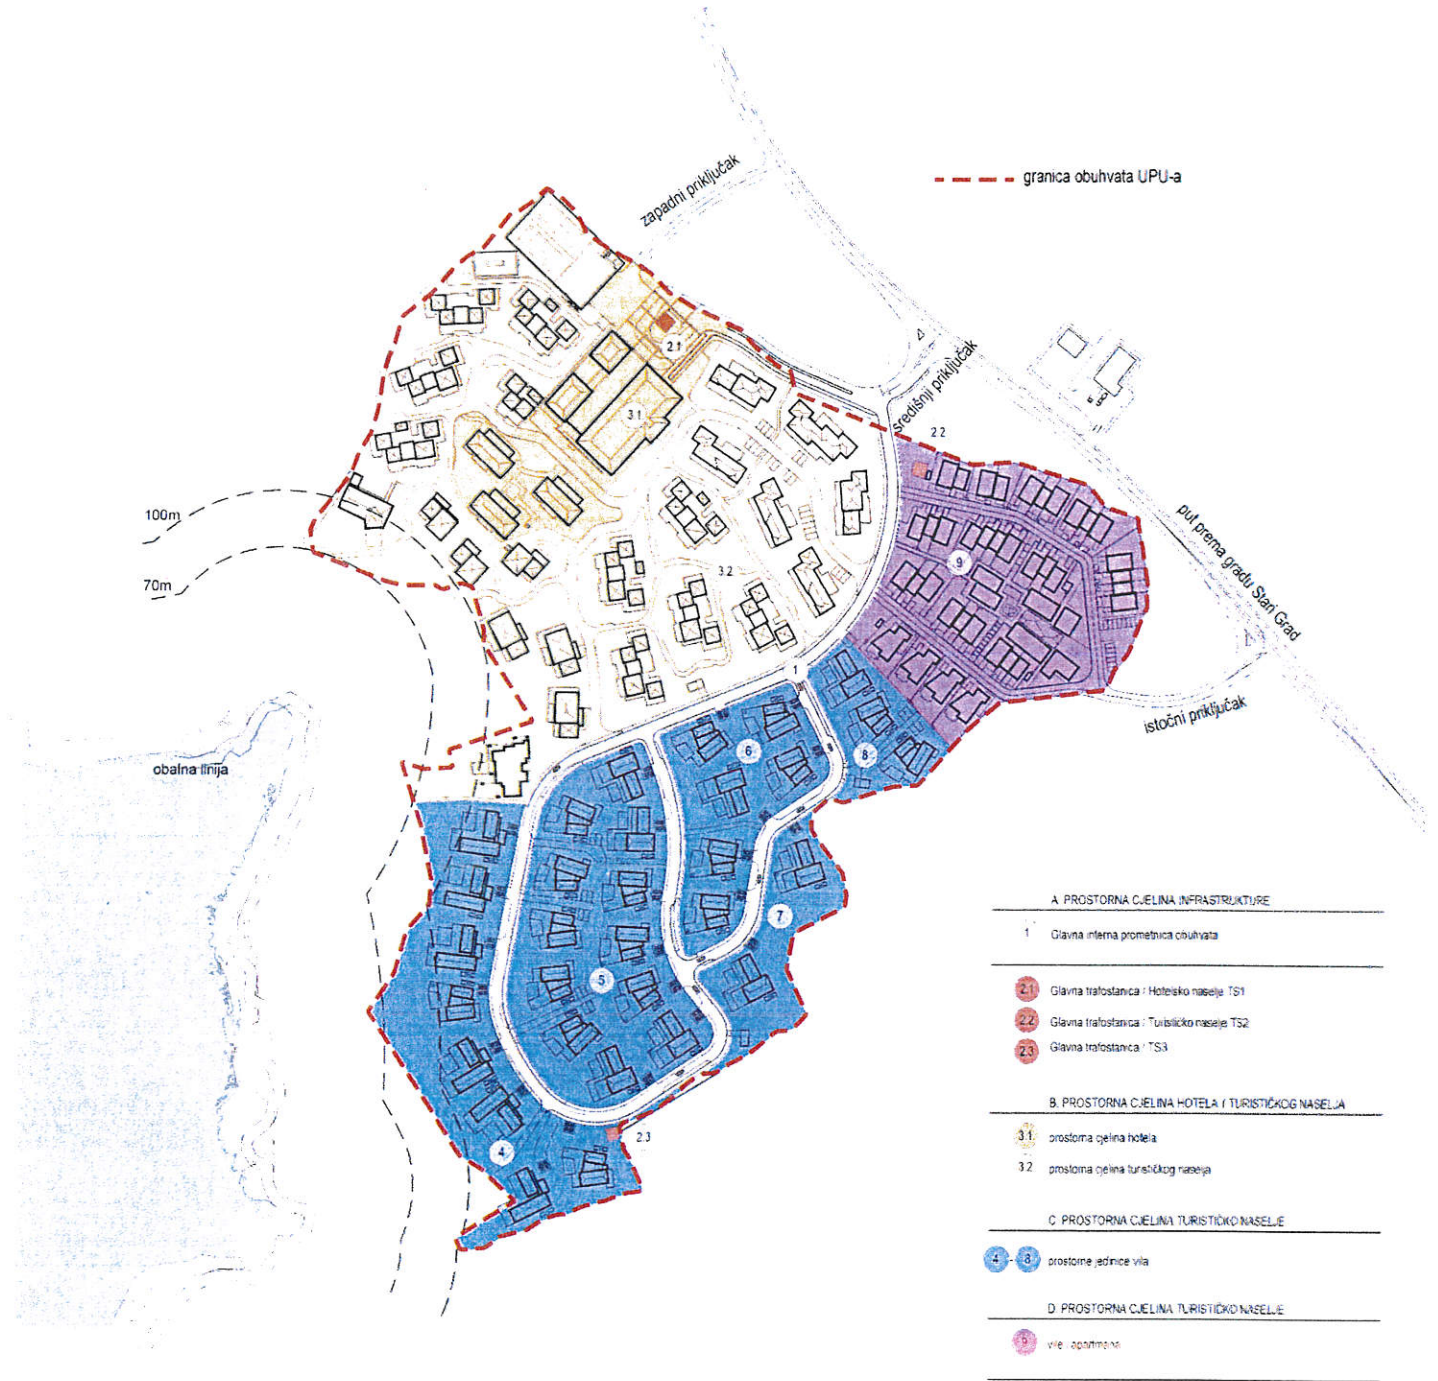 zapadni priključak
granica obuhvata UPU-a
2.1
središnji priključak
3.1
2.2
100m
put prema gradu Stari Grad
9
3.2
70m
1
istočni priključak
6
8
obalna linija
7
5
4
2.3
A. PROSTORNA CJELINA INFRASTRUKTURE
1 Glavna interna prometnica obuhvata
2.1 Glavna trafostanica / Hotelsko naselje TS1
2.2 Glavna trafostanica / Turističko naselje TS2
2.3 Glavna trafostanica / TS3
B. PROSTORNA CJELINA HOTELA I TURISTIČKOG NASELJA
3.1 prostorna cjelina hotela
3.2 prostorna cjelina turističkog naselja
C. PROSTORNA CJELINA TURISTIČKO NASELJE
4 - 8 prostorne jedinice vila
D. PROSTORNA CJELINA TURISTIČKO NASELJE
9 vile apartmana